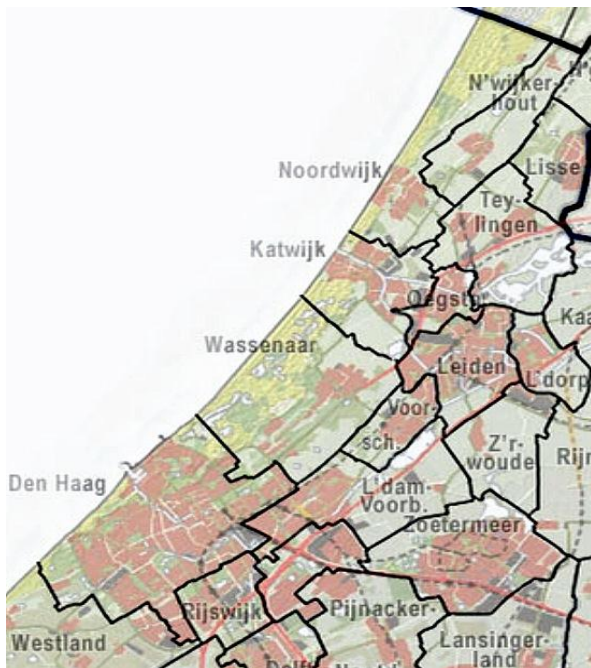 N'wijker-
hout
Noordwijk
Lisse
Tey-
lingen
Katwijk
Oegstg.
Kaa
Wassenaar
Leiden
L'dorp
Voor-
sch.
Z'r-
woude
Rijn
Den Haag
L'dam-
Voorb.
Zoetermeer
Rijswijk
Pijnacker-
Westland
Lansinger-
land
Delft